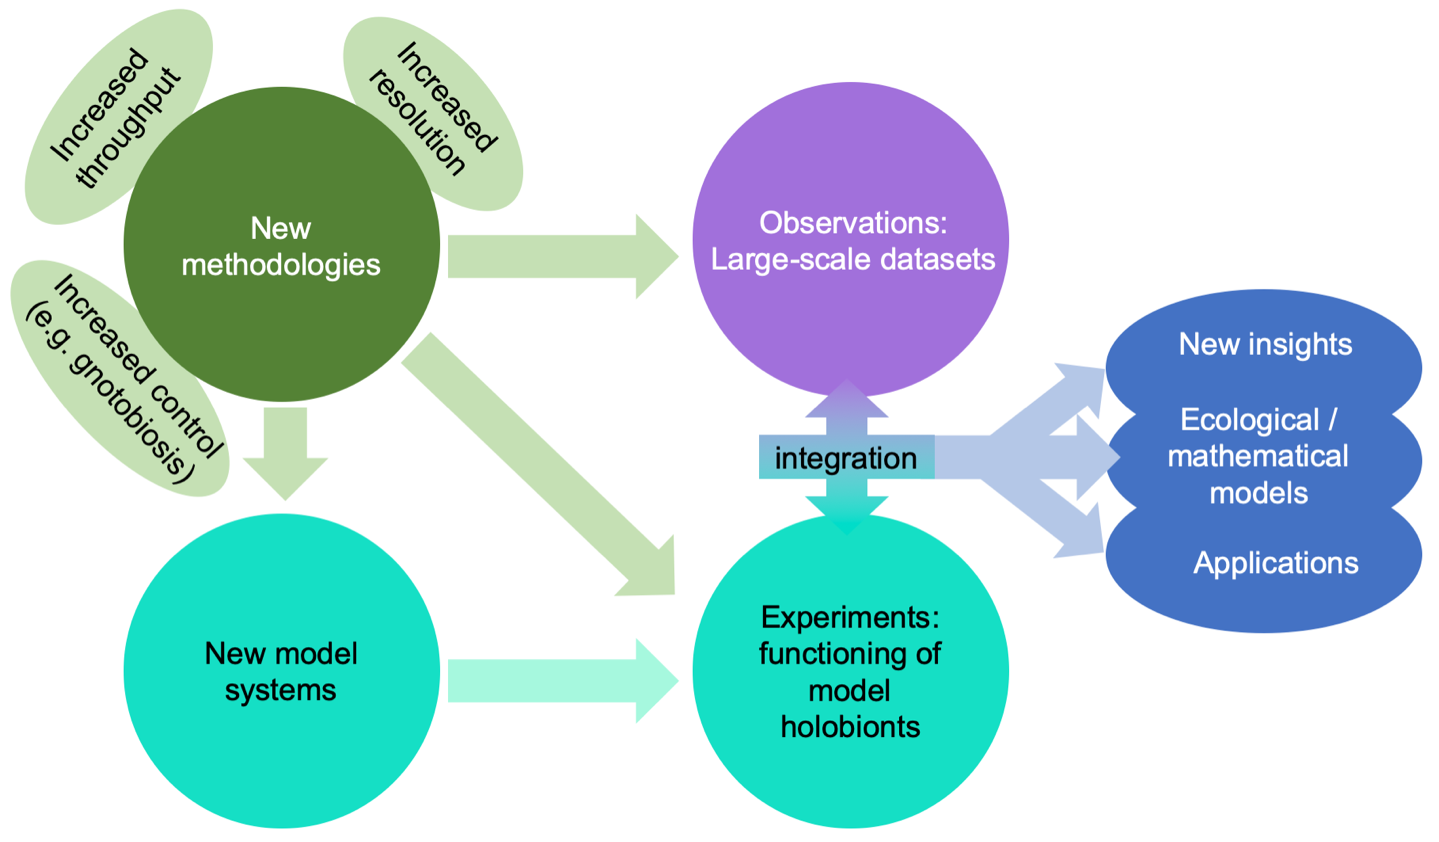 Increased
throughput
Increased
resolution
New
methodologies
Increased control
(e.g. gnotobiosis)
Observations:
Large-scale datasets
integration
New insights
Ecological /
mathematical
models
Applications
New model
systems
Experiments:
functioning of
model
holobionts